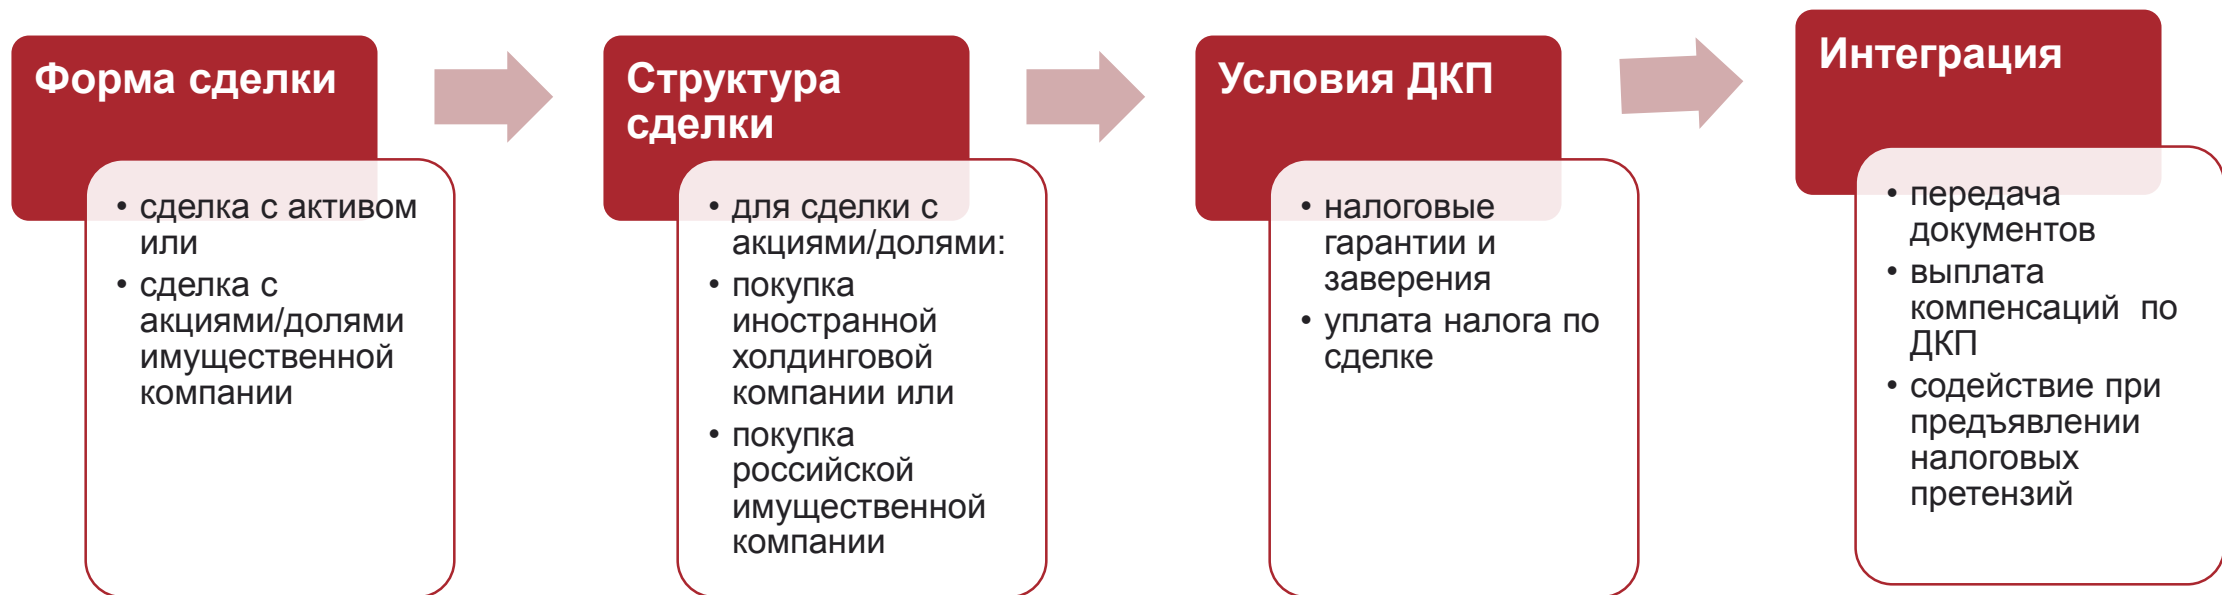 Форма сделки
• сделка с активом
или
• сделка с
акциями/долями
имущественной
компании
Структура
сделки
• для сделки с
акциями/долями:
• покупка
иностранной
холдинговой
компании или
• покупка
российской
имущественной
компании
Условия ДКП
• налоговые
гарантии и
заверения
• уплата налога по
сделке
Интеграция
• передача
документов
• выплата
компенсаций по
ДКП
• содействие при
предъявлении
налоговых
претензий